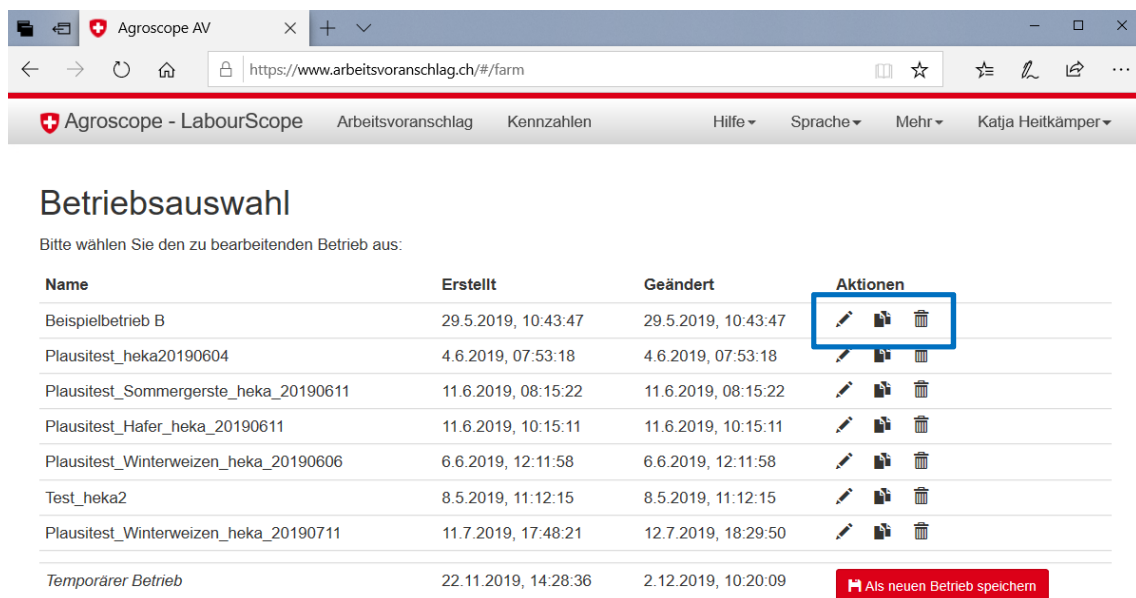 Agroscope AV
https://www.arbeitsvoranschlag.ch/#/farm
Agroscope - LabourScope Arbeitsvoranschlag Kennzahlen Hilfe Sprache Mehr Katja Heitkämper
Betriebsauswahl
Bitte wählen Sie den zu bearbeitenden Betrieb aus:
Name Erstellt Geändert Aktionen
Beispielbetrieb B 29.5.2019, 10:43:47 29.5.2019, 10:43:47
Plausitest_heka20190604 4.6.2019, 07:53:18 4.6.2019, 07:53:18
Plausitest_Sommergerste_heka_20190611 11.6.2019, 08:15:22 11.6.2019, 08:15:22
Plausitest_Hafer_heka_20190611 11.6.2019, 10:15:11 11.6.2019, 10:15:11
Plausitest_Winterweizen_heka_20190606 6.6.2019, 12:11:58 6.6.2019, 12:11:58
Test_heka2 8.5.2019, 11:12:15 8.5.2019, 11:12:15
Plausitest_Winterweizen_heka_20190711 11.7.2019, 17:48:21 12.7.2019, 18:29:50
Temporärer Betrieb 22.11.2019, 14:28:36 2.12.2019, 10:20:09 Als neuen Betrieb speichern